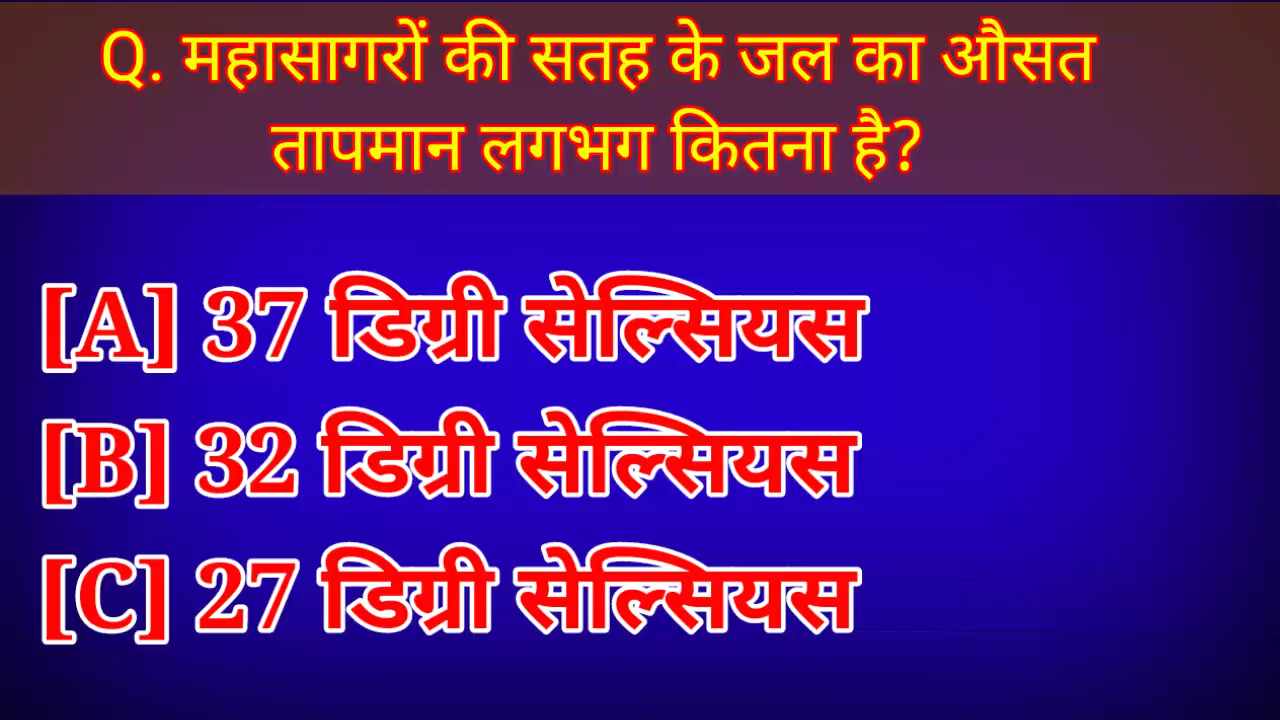 Q. महासागरों की सतह के जल का औसत
तापमान लगभग कितना है?
[A] 37 डिग्री सेल्सियस
[B] 32 डिग्री सेल्सियस
[C] 27 डिग्री सेल्सियस